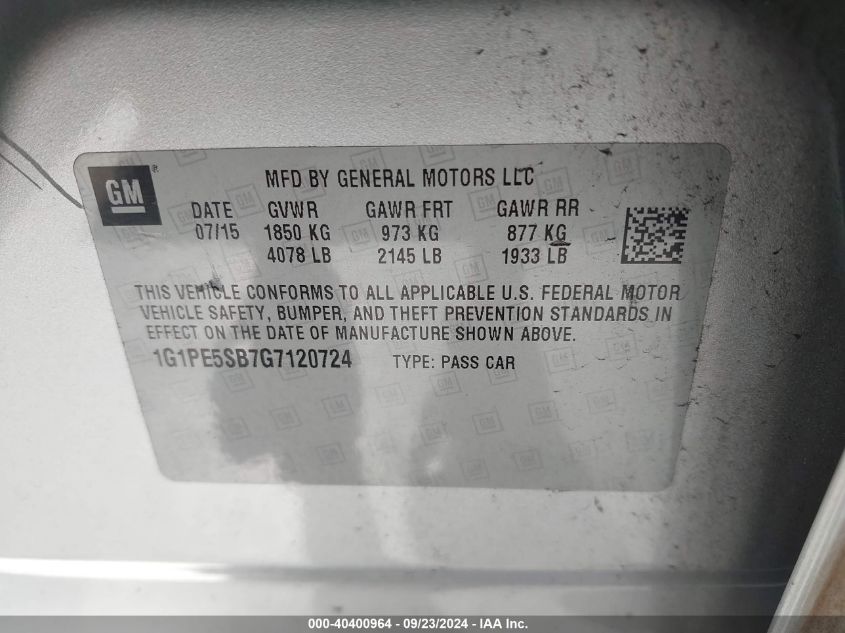 GM ®
MFD BY GENERAL MOTORS LLC
DATE GVWR GAWR FRT GAWR RR
07/15 1850 KG 973 KG 877 KG
4078 LB 2145 LB 1933 LB
THIS VEHICLE CONFORMS TO ALL APPLICABLE U.S. FEDERAL MOTOR
VEHICLE SAFETY, BUMPER, AND THEFT PREVENTION STANDARDS IN
EFFECT ON THE DATE OF MANUFACTURE SHOWN ABOVE.
1G1PE5SB7G7120724 TYPE: PASS CAR
000-40400964 - 09/23/2024 - IAA Inc.